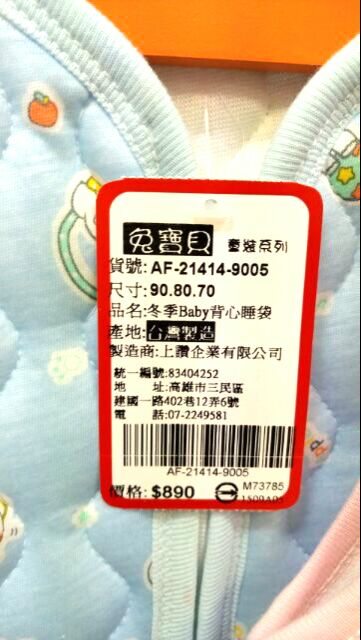 兔寶貝 童裝系列
貨號: AF-21414-9005
尺寸: 90.80.70
品名:冬季Baby背心睡袋
產地:台灣製造
製造商:上讚企業有限公司
統一編號:83404252
地 址:高雄市三民區
建國一路402巷12弄6號
電 話:07-2249581
AF-21414-9005
價格: $890
M73785